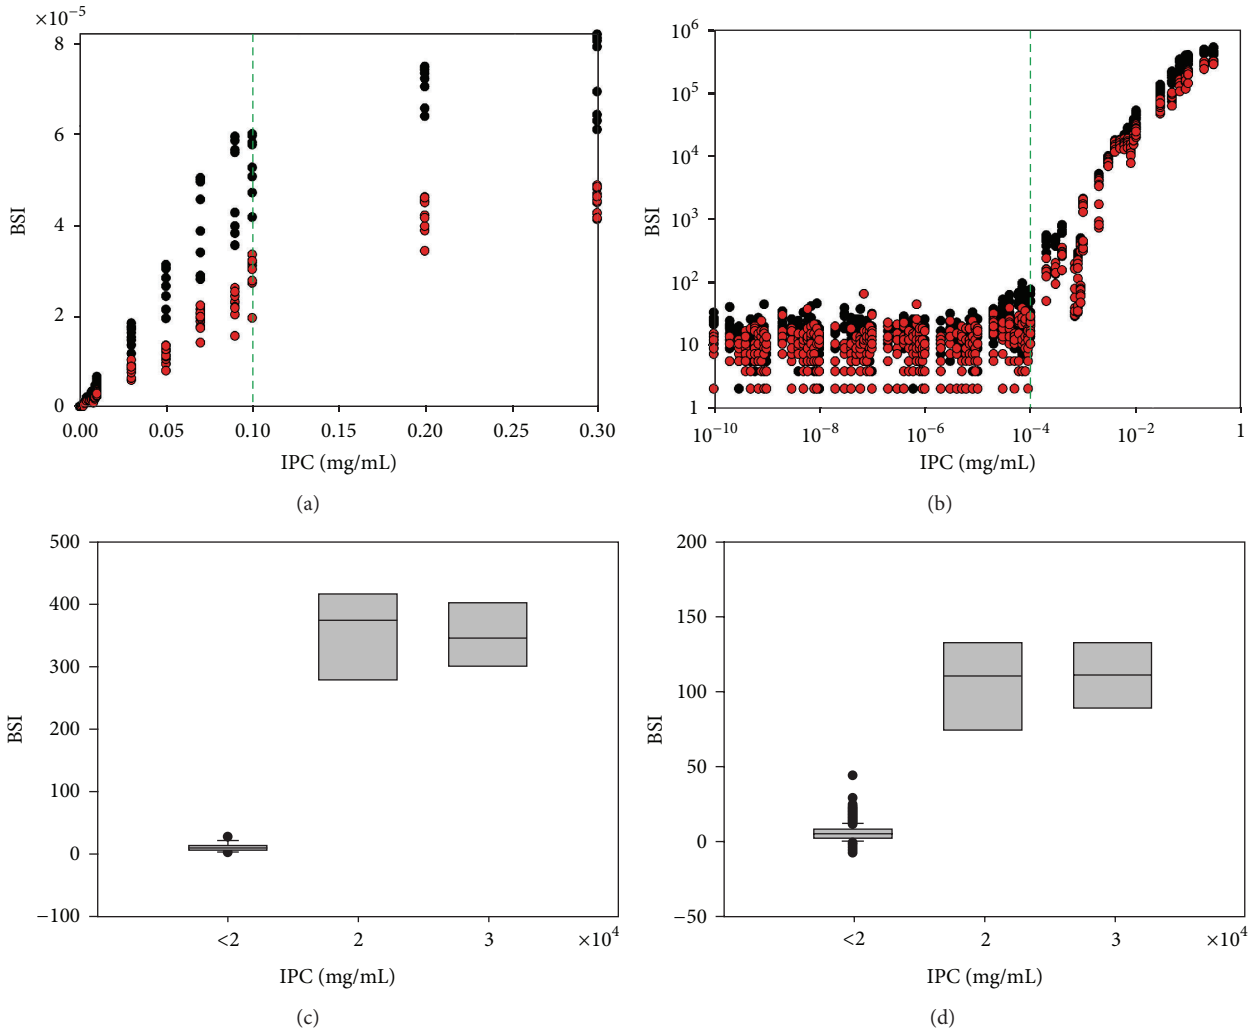 ×10⁻⁵
8
6
4
2
0
BSI
0.00 0.05 0.10 0.15 0.20 0.25 0.30
IPC (mg/mL)
(a)
10⁶
10⁵
10⁴
10³
10²
10
1
BSI
10⁻¹⁰ 10⁻⁸ 10⁻⁶ 10⁻⁴ 10⁻² 1
IPC (mg/mL)
(b)
500
400
300
200
100
0
−100
BSI
<2 2 3 ×10⁴
IPC (mg/mL)
(c)
200
150
100
50
0
−50
BSI
<2 2 3 ×10⁴
IPC (mg/mL)
(d)